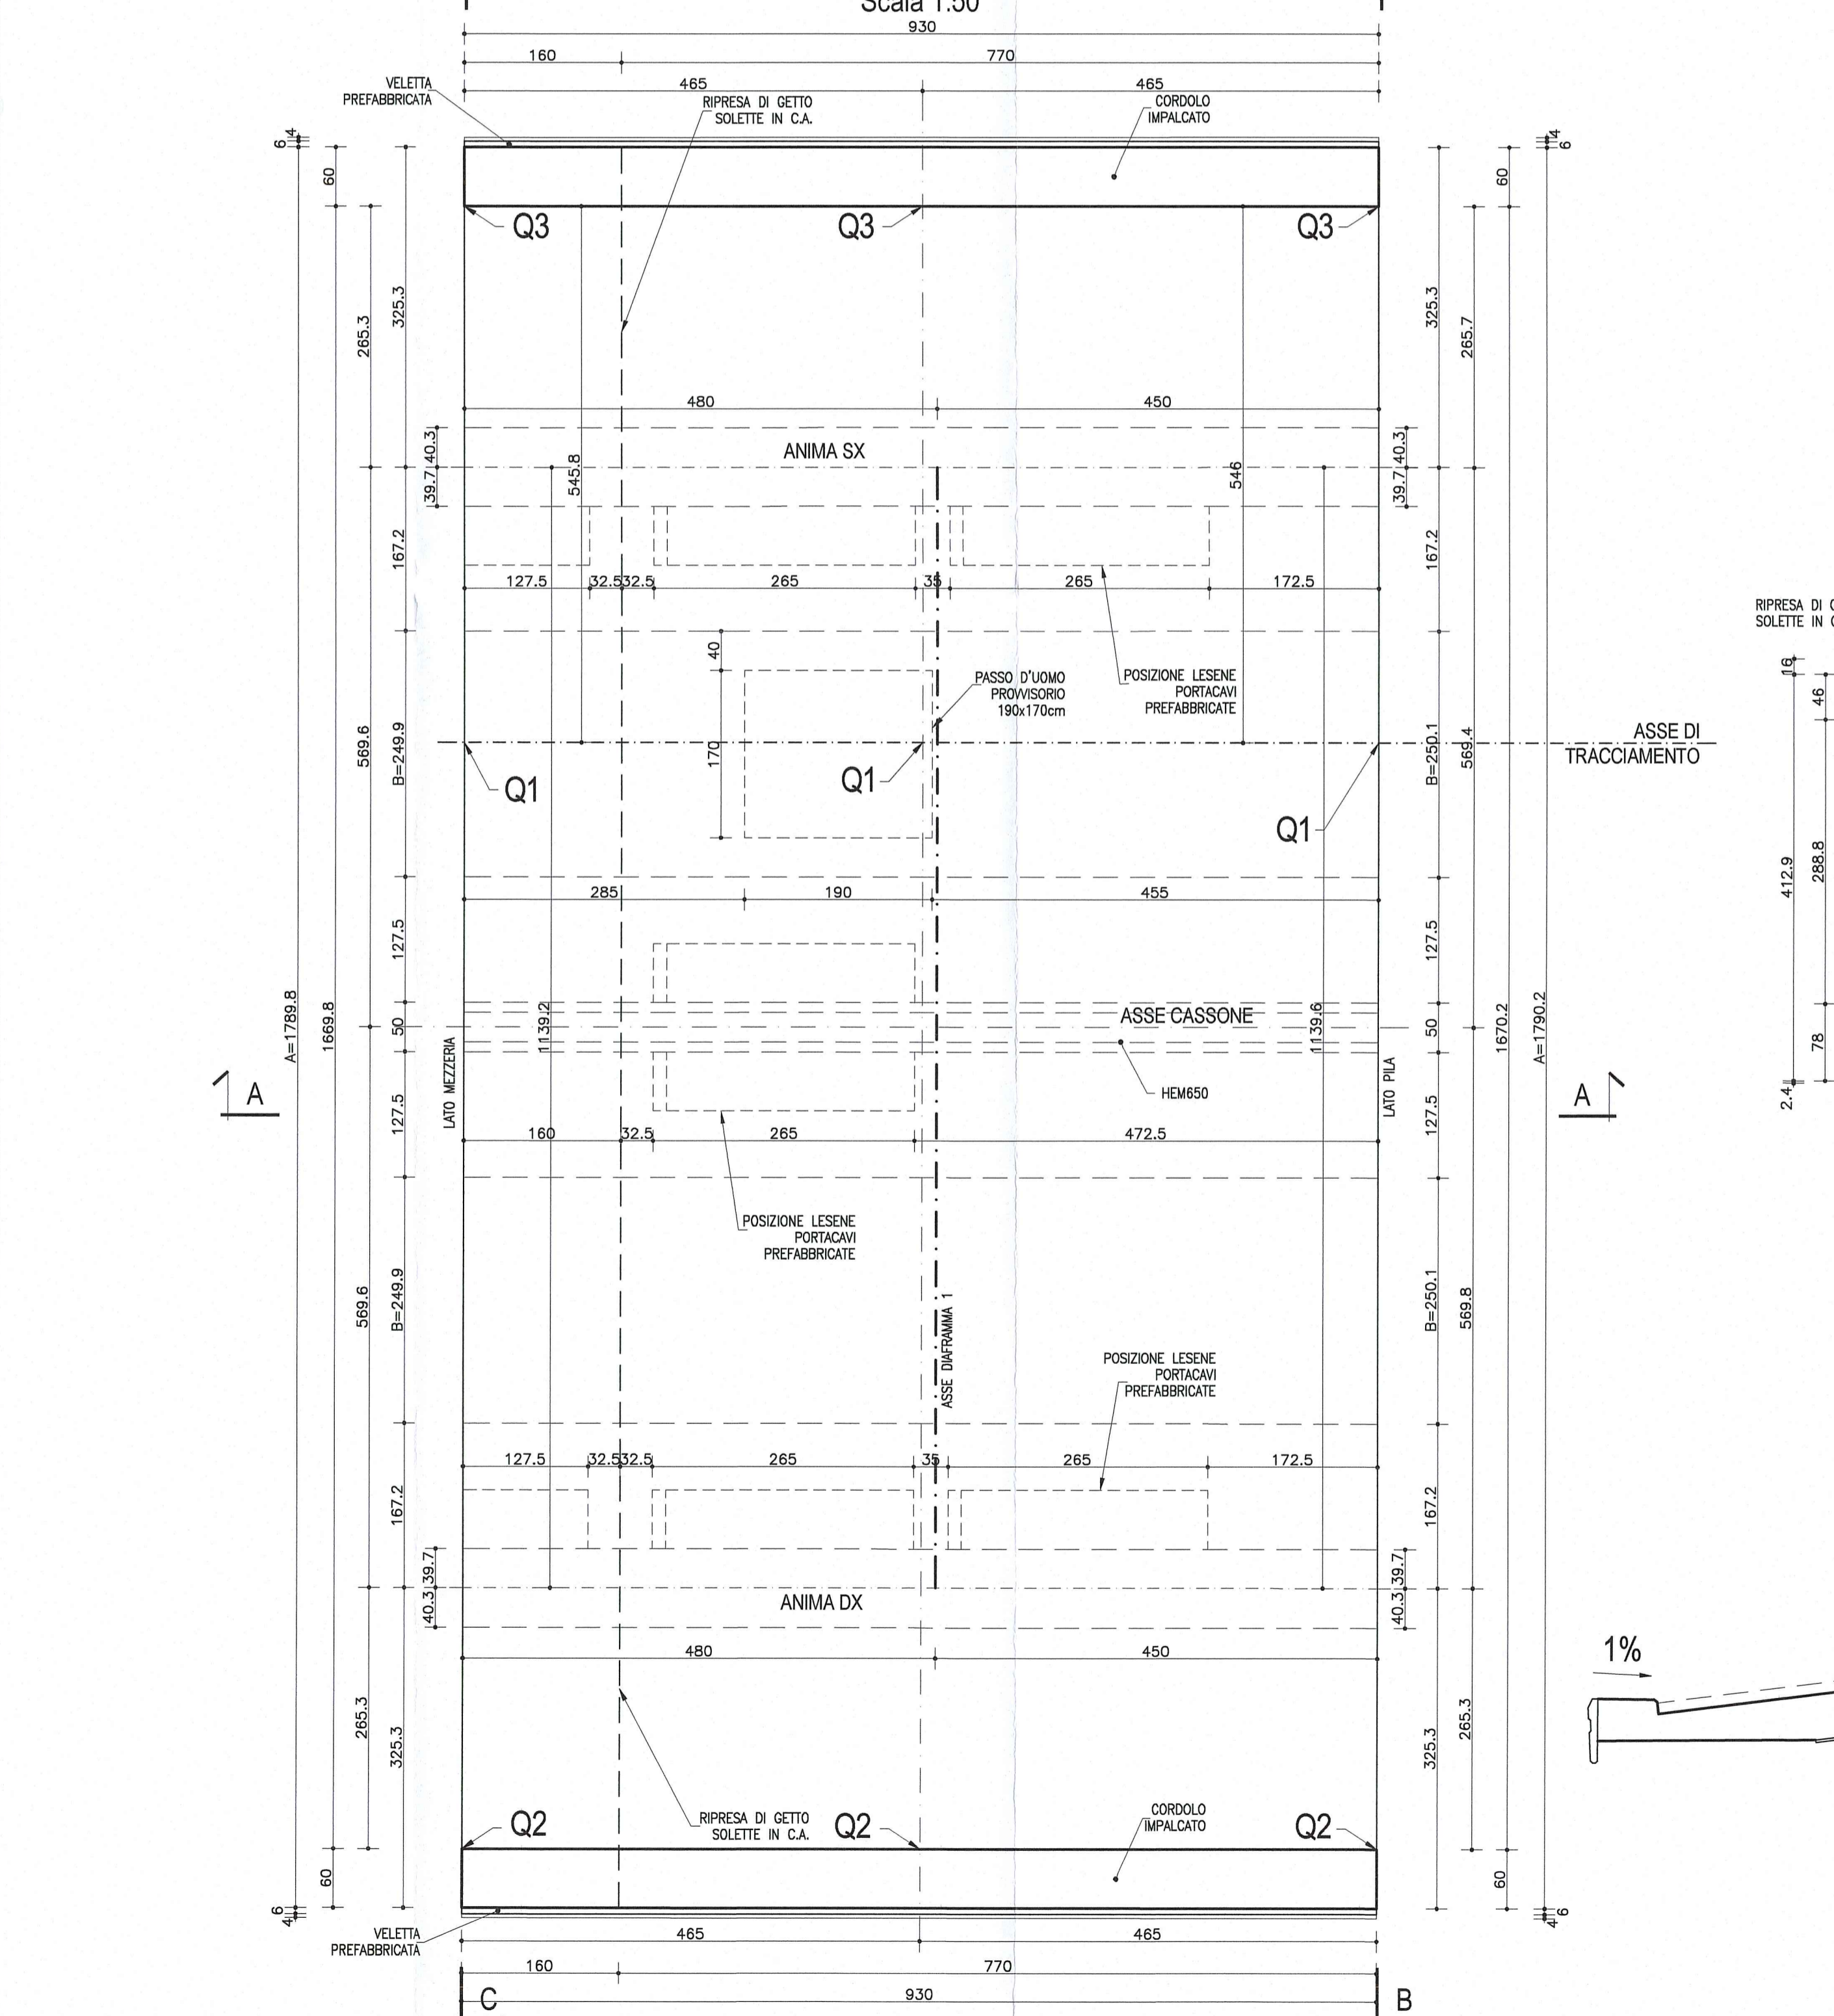 Scala 1:50
930
160
770
465
465
VELETTA
PREFABBRICATA
RIPRESA DI GETTO
SOLETTE IN C.A.
CORDOLO
IMPALCATO
4
6
4
6
60
60
Q3
Q3
Q3
325.3
265.3
325.3
265.7
480
450
ANIMA SX
40.3
39.7
545.8
546
40.3
39.7
167.2
167.2
127.5
32.5
32.5
265
35
265
172.5
40
PASSO D'UOMO
PROVVISORIO
190x170cm
POSIZIONE LESENE
PORTACAVI
PREFABBRICATE
RIPRESA DI
SOLETTE IN
16
46
569.6
B=249.9
170
B=250.1
569.4
ASSE DI
TRACCIAMENTO
Q1
Q1
Q1
412.9
288.8
285
190
455
127.5
127.5
A=1789.8
1669.8
50
1139.2
ASSE CASSONE
1139.6
50
1670.2
A=1790.2
78
2.4
LATO MEZZERIA
LATO PILA
HEM650
A
A
127.5
127.5
160
32.5
265
472.5
POSIZIONE LESENE
PORTACAVI
PREFABBRICATE
569.6
B=249.9
B=250.1
569.8
ASSE DIAFRAMMA 1
POSIZIONE LESENE
PORTACAVI
PREFABBRICATE
127.5
32.5
32.5
265
35
265
172.5
167.2
167.2
39.7
40.3
39.7
40.3
ANIMA DX
480
450
1%
265.3
325.3
325.3
265.3
Q2
RIPRESA DI GETTO
SOLETTE IN C.A.
Q2
CORDOLO
IMPALCATO
Q2
60
60
6
4
6
4
VELETTA
PREFABBRICATA
465
465
160
770
C
930
B